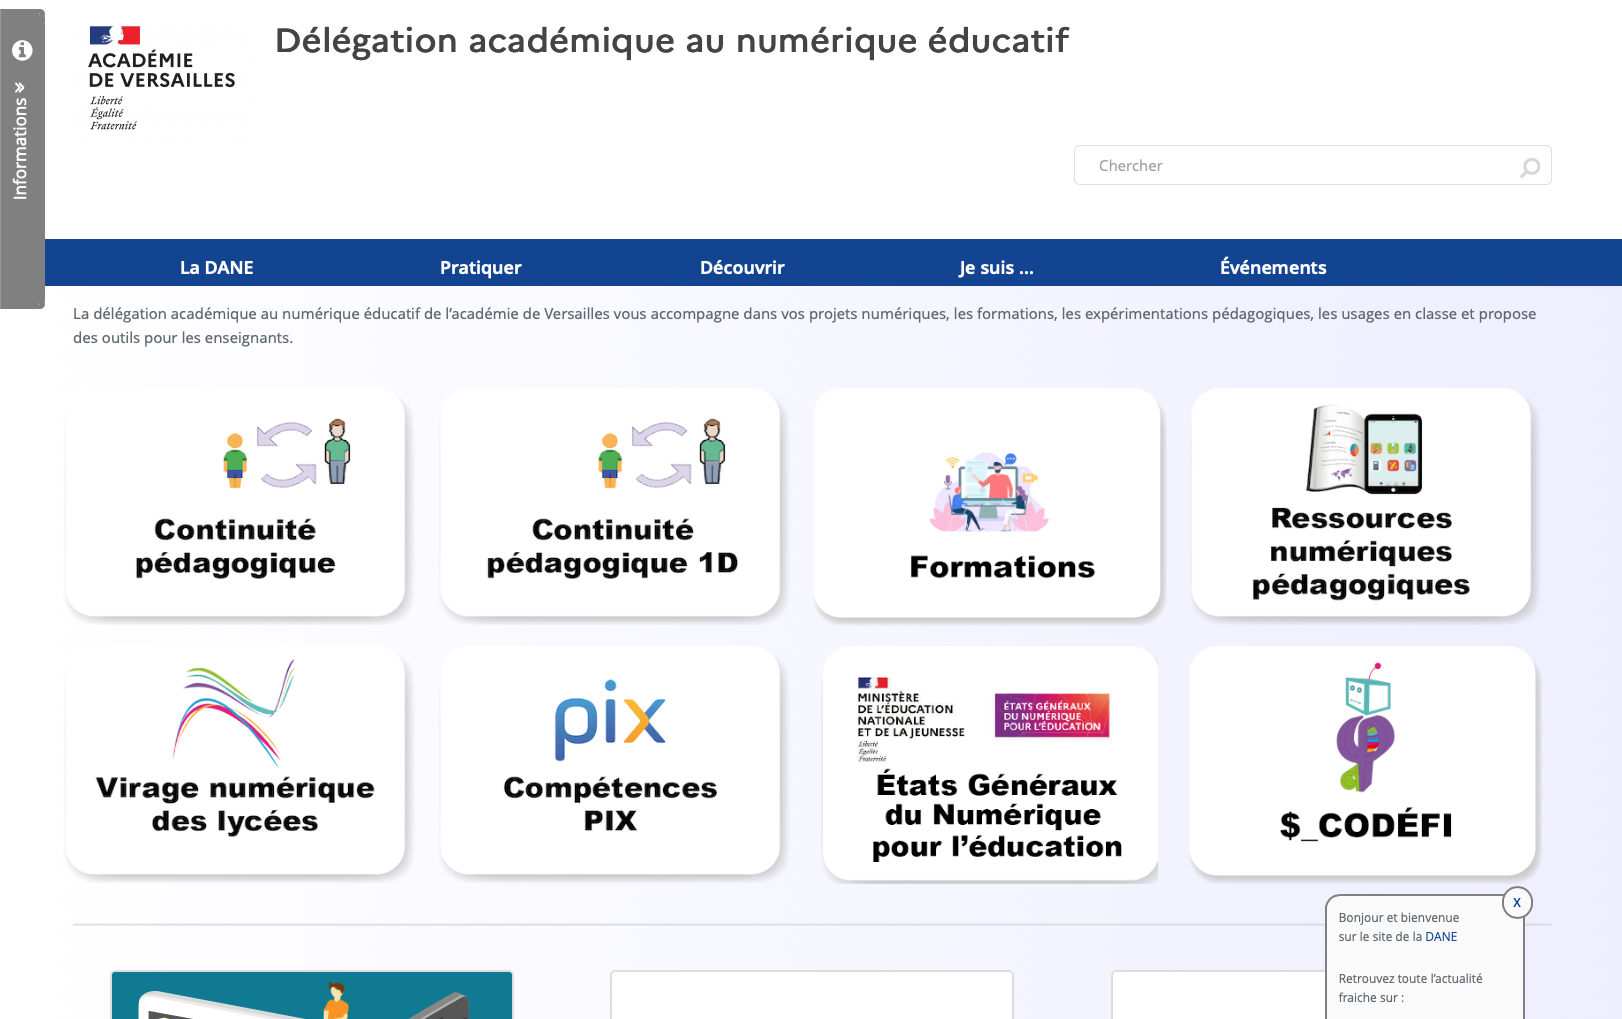 Informations »
ACADÉMIE
DE VERSAILLES
Liberté
Égalité
Fraternité
Délégation académique au numérique éducatif
Chercher
La DANE
Pratiquer
Découvrir
Je suis ...
Événements
La délégation académique au numérique éducatif de l'académie de Versailles vous accompagne dans vos projets numériques, les formations, les expérimentations pédagogiques, les usages en classe et propose
des outils pour les enseignants.
Continuité
pédagogique
Continuité
pédagogique 1D
Formations
Ressources
numériques
pédagogiques
Virage numérique
des lycées
pix
Compétences
PIX
MINISTÈRE
DE L'ÉDUCATION
NATIONALE
ET DE LA JEUNESSE
Liberté
Égalité
Fraternité
ÉTATS GÉNÉRAUX
DU NUMÉRIQUE
POUR L'ÉDUCATION
États Généraux
du Numérique
pour l'éducation
$_CODÉFI
X
Bonjour et bienvenue
sur le site de la DANE
Retrouvez toute l'actualité
fraiche sur :